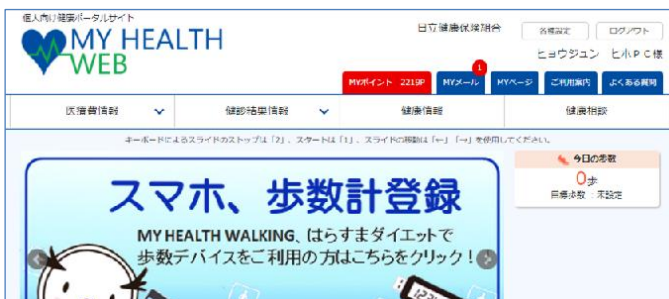 個人向け健康ポータルサイト
MY HEALTH WEB
日立健康保険組合
各種設定
ログアウト
ヒョウジュン ヒホPC様
MYポイント 2219P
1
MYメール
MYページ
ご利用案内
よくある質問
医療費情報
健診結果情報
健康情報
健康相談
キーボードによるスライドのストップは「2」、スタートは「1」、スライドの移動は「←」「→」を使用してください。
今日の歩数
0歩
目標歩数：未設定
スマホ、歩数計登録
MY HEALTH WALKING、はらすまダイエットで
歩数デバイスをご利用の方はこちらをクリック！